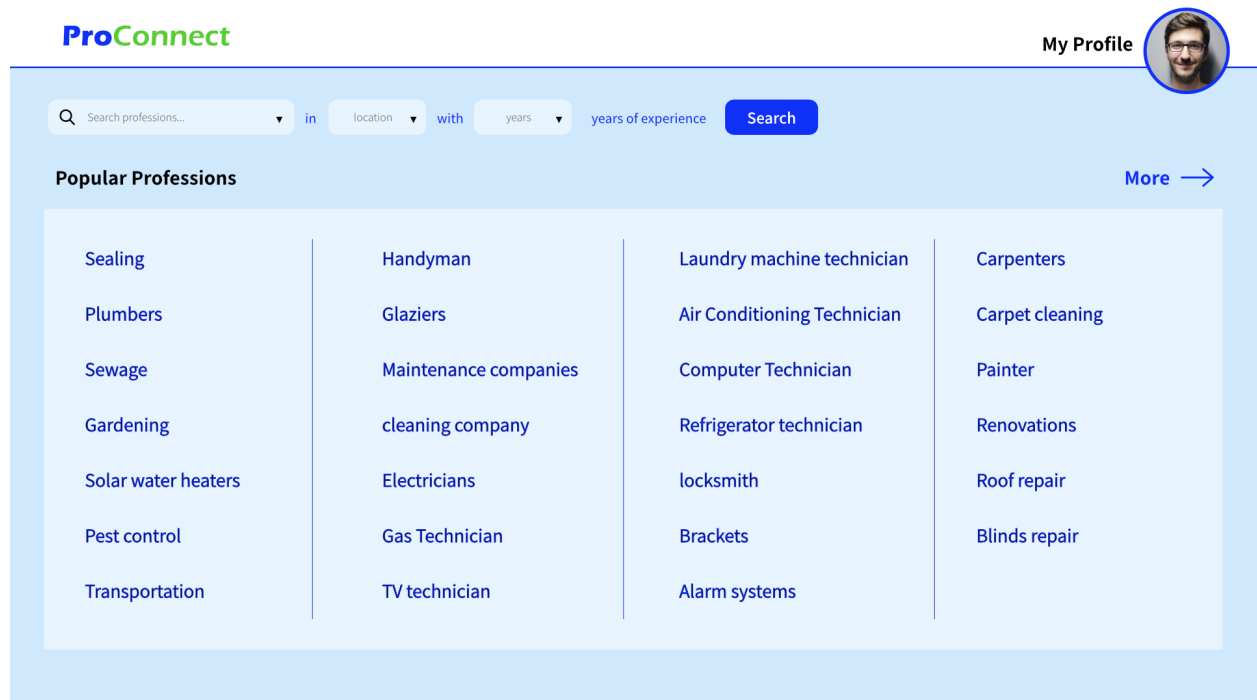 ProConnect
My Profile
Search professions... in location with years years of experience Search
Popular Professions
More
Sealing
Plumbers
Sewage
Gardening
Solar water heaters
Pest control
Transportation
Handyman
Glaziers
Maintenance companies
cleaning company
Electricians
Gas Technician
TV technician
Laundry machine technician
Air Conditioning Technician
Computer Technician
Refrigerator technician
locksmith
Brackets
Alarm systems
Carpenters
Carpet cleaning
Painter
Renovations
Roof repair
Blinds repair